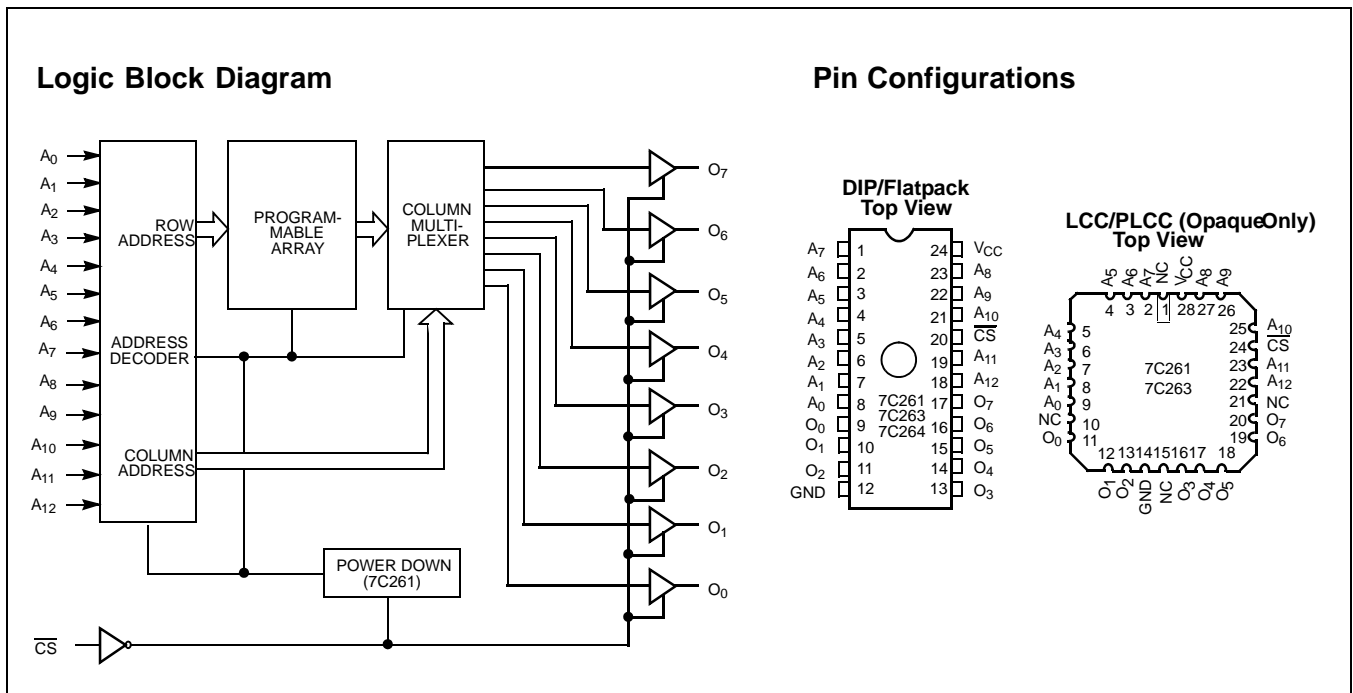 Logic Block Diagram
A0
A1
A2
A3
A4
A5
A6
A7
A8
A9
A10
A11
A12
ROW
ADDRESS
ADDRESS
DECODER
COLUMN
ADDRESS
PROGRAM-
MABLE
ARRAY
COLUMN
MULTI-
PLEXER
POWER DOWN
(7C261)
CS
O7
O6
O5
O4
O3
O2
O1
O0
Pin Configurations
DIP/Flatpack
Top View
A7 1 24 VCC
A6 2 23 A8
A5 3 22 A9
A4 4 21 A10
A3 5 20 CS
A2 6 19 A11
A1 7 18 A12
A0 8 7C261 17 O7
O0 9 7C263 16 O6
7C264
O1 10 15 O5
O2 11 14 O4
GND 12 13 O3
LCC/PLCC (OpaqueOnly)
Top View
A5 A6 A7 NC VCC A8 A9
4 3 2 1 28 27 26
A4 5 25 A10
A3 6 24 CS
A2 7 7C261 23 A11
A1 8 7C263 22 A12
A0 9 21 NC
NC 10 20 O7
O0 11 19 O6
12 13 14 15 16 17 18
O1 O2 GND NC O3 O4 O5